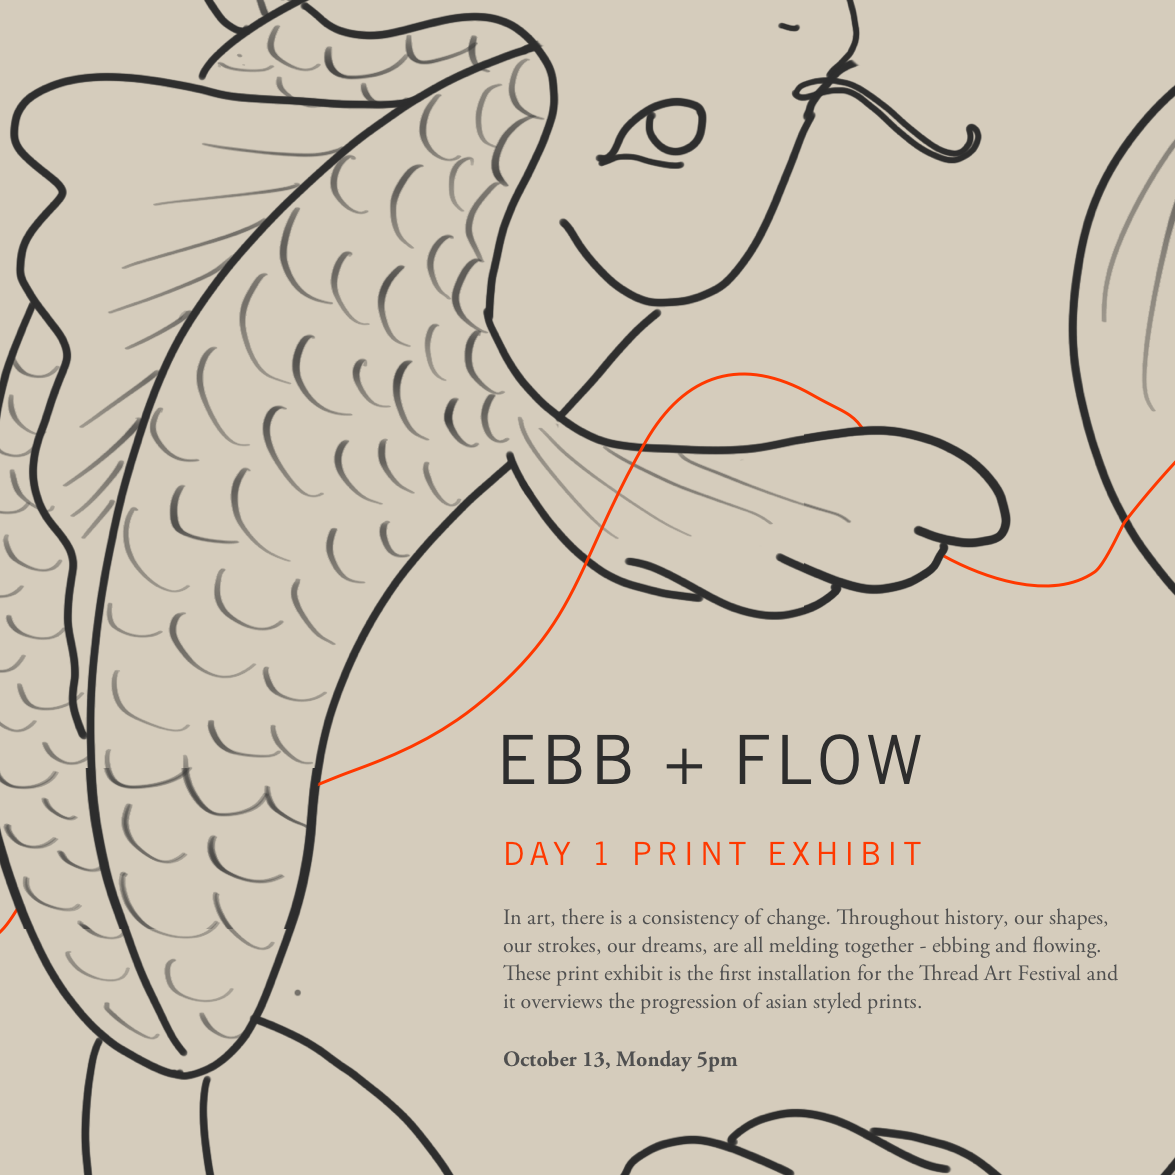 EBB + FLOW
DAY 1 PRINT EXHIBIT
In art, there is a consistency of change. Throughout history, our shapes,
our strokes, our dreams, are all melding together - ebbing and flowing.
These print exhibit is the first installation for the Thread Art Festival and
it overviews the progression of asian styled prints.
October 13, Monday 5pm